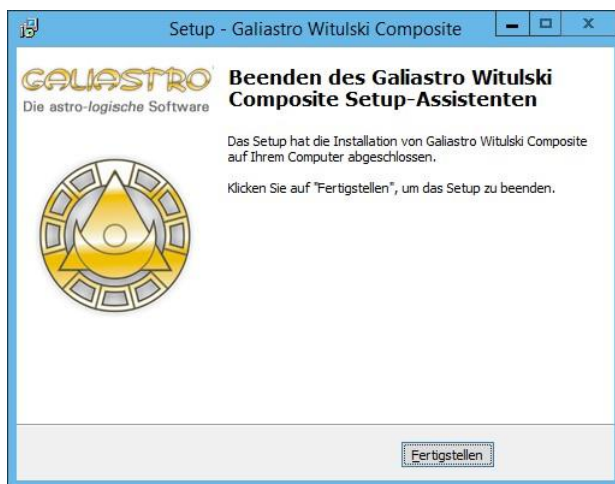 Setup - Galiastro Witulski Composite
GALIASTRO
Die astro-logische Software
Beenden des Galiastro Witulski
Composite Setup-Assistenten
Das Setup hat die Installation von Galiastro Witulski Composite
auf Ihrem Computer abgeschlossen.
Klicken Sie auf "Fertigstellen", um das Setup zu beenden.
Fertigstellen